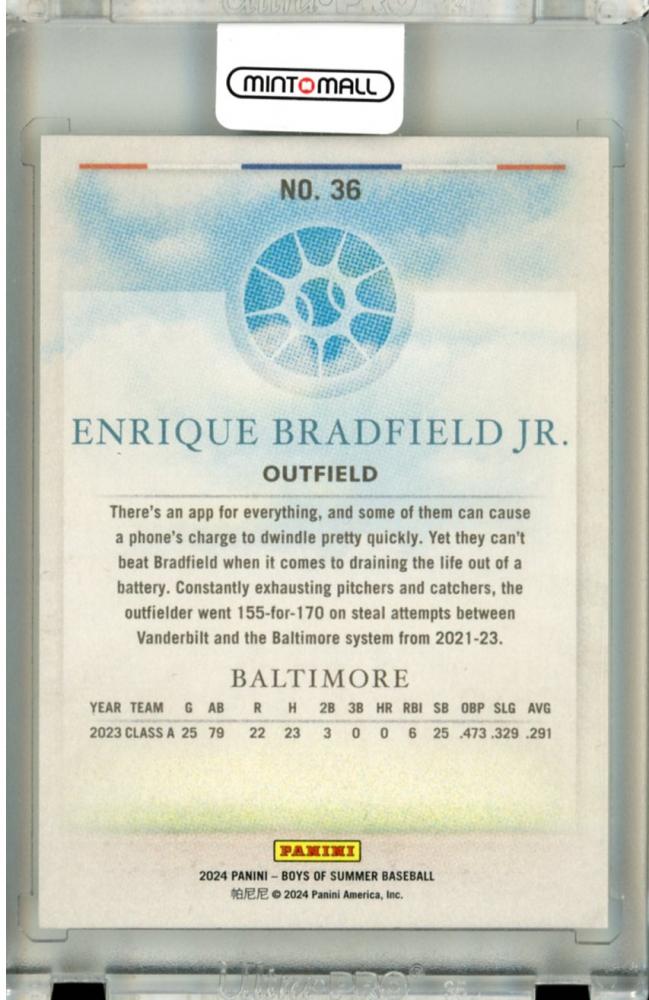 MINTOMALL
NO. 36
ENRIQUE BRADFIELD JR.
OUTFIELD
There's an app for everything, and some of them can cause
a phone's charge to dwindle pretty quickly. Yet they can't
beat Bradfield when it comes to draining the life out of a
battery. Constantly exhausting pitchers and catchers, the
outfielder went 155-for-170 on steal attempts between
Vanderbilt and the Baltimore system from 2021-23.
BALTIMORE
YEAR TEAM G AB R H 2B 3B HR RBI SB OBP SLG AVG
2023 CLASS A 25 79 22 23 3 0 0 6 25 .473 .329 .291
PANINI
2024 PANINI – BOYS OF SUMMER BASEBALL
帕尼尼 © 2024 Panini America, Inc.
UltraPRO